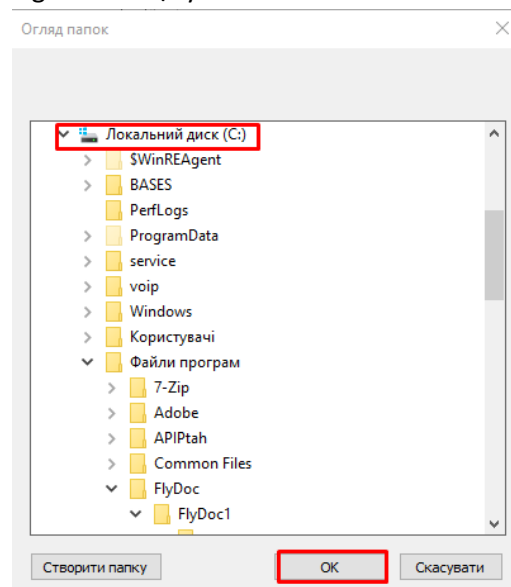 Огляд папок
Локальний диск (C:)
$WinREAgent
BASES
PerfLogs
ProgramData
service
voip
Windows
Користувачі
Файли програм
7-Zip
Adobe
APIPtah
Common Files
FlyDoc
FlyDoc1
Створити папку OK Скасувати